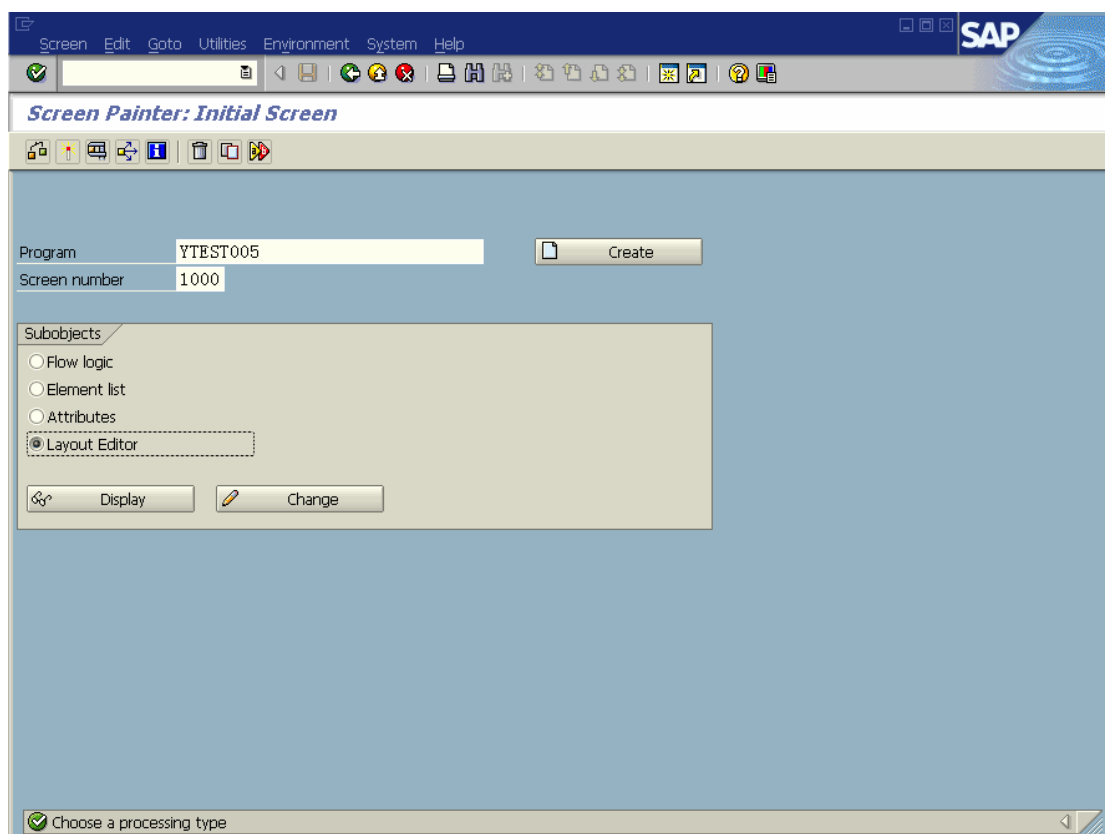 Screen Edit Goto Utilities Environment System Help
SAP
Screen Painter: Initial Screen
Program YTEST005 Create
Screen number 1000
Subobjects
Flow logic
Element list
Attributes
Layout Editor
Display Change
Choose a processing type